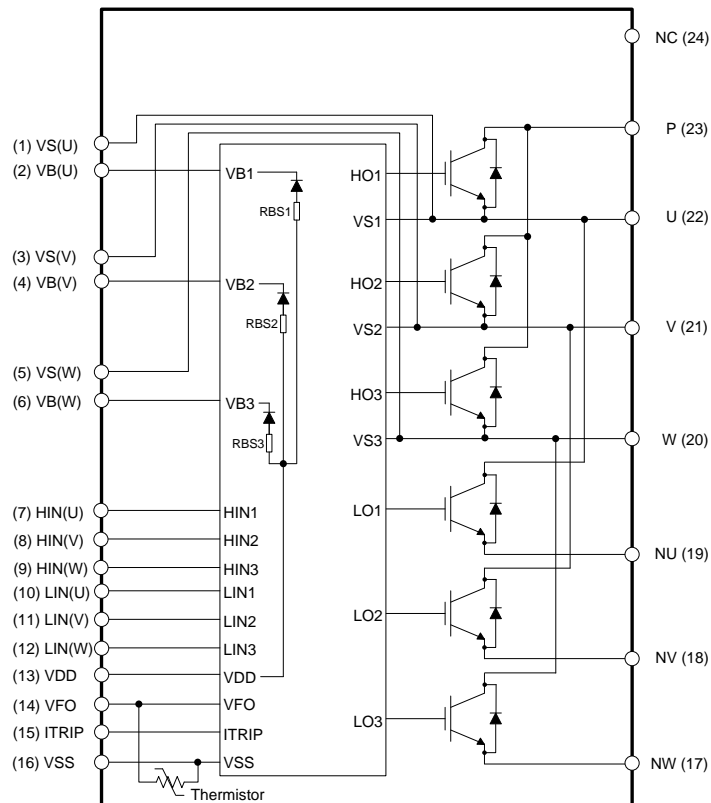 NC (24)
P (23)
(1) VS(U)
(2) VB(U)
VB1
HO1
RBS1
VS1
U (22)
(3) VS(V)
(4) VB(V)
VB2
HO2
RBS2
VS2
V (21)
(5) VS(W)
(6) VB(W)
VB3
HO3
RBS3
VS3
W (20)
(7) HIN(U)
HIN1
LO1
(8) HIN(V)
HIN2
NU (19)
(9) HIN(W)
HIN3
(10) LIN(U)
LIN1
(11) LIN(V)
LIN2
LO2
(12) LIN(W)
LIN3
NV (18)
(13) VDD
VDD
(14) VFO
VFO
LO3
(15) ITRIP
ITRIP
(16) VSS
VSS
NW (17)
Thermistor